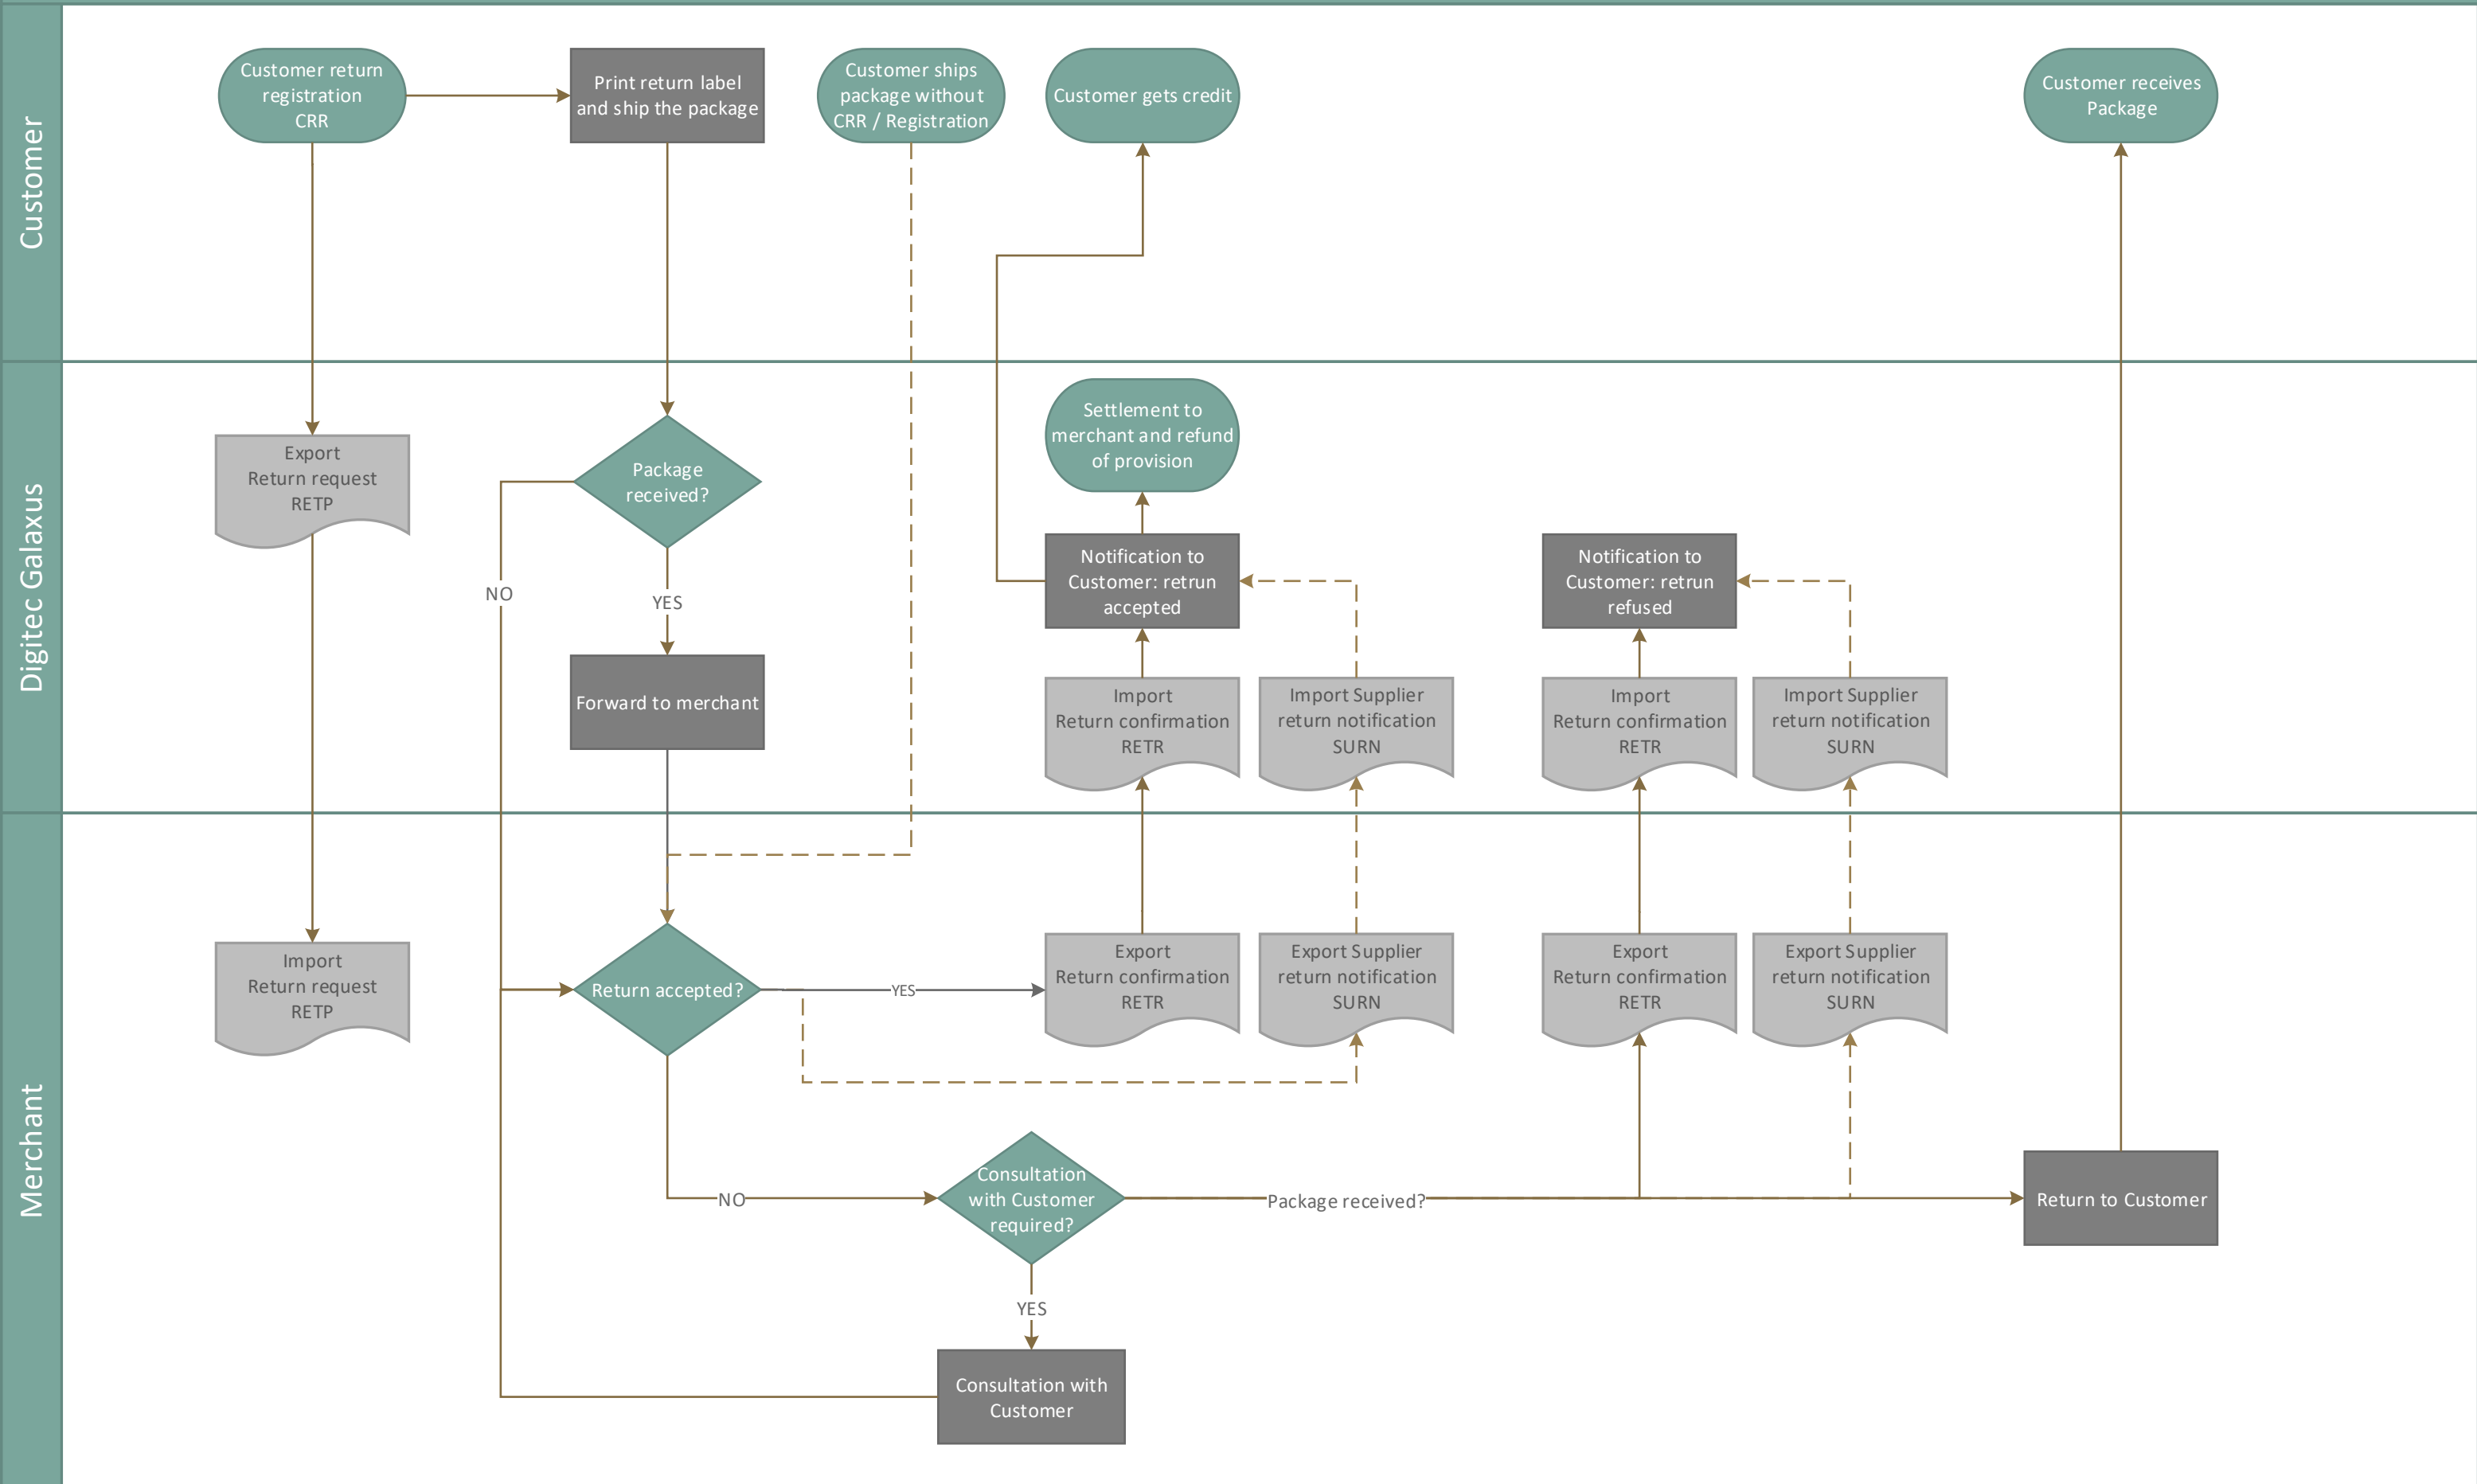 Customer
Customer return
registration
CRR
Print return label
and ship the package
Customer ships
package without
CRR / Registration
Customer gets credit
Customer receives
Package
Digitec Galaxus
Export
Return request
RETP
Package
received?
NO
YES
Forward to merchant
Settlement to
merchant and refund
of provision
Notification to
Customer: retrun
accepted
Notification to
Customer: retrun
refused
Import
Return confirmation
RETR
Import Supplier
return notification
SURN
Import
Return confirmation
RETR
Import Supplier
return notification
SURN
Merchant
Import
Return request
RETP
Return accepted?
YES
Export
Return confirmation
RETR
Export Supplier
return notification
SURN
Export
Return confirmation
RETR
Export Supplier
return notification
SURN
NO
Consultation
with Customer
required?
Package received?
Return to Customer
YES
Consultation with
Customer